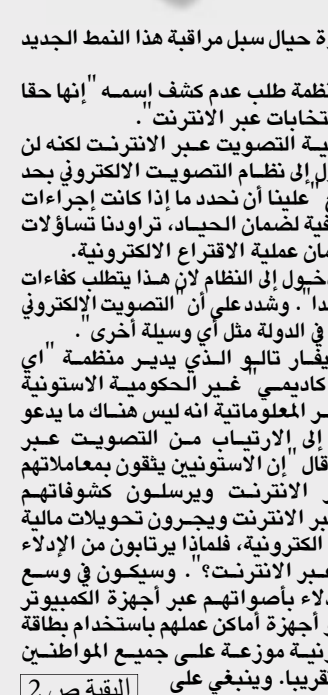 ة حيال سبل مراقبة هذا النمط الجديد
نظمة طلب عدم كشف اسمه "إنها حقا
تخابات عبر الانترنت".
ية التصويت عبر الانترنت لكنه لن
ل إلى نظام التصويت الالكتروني بحد
"علينا أن نحدد ما إذا كانت إجراءات
فية لضمان الحياد، تراودنا تساؤلات
مان عملية الاقتراع الالكترونية.
دخول إلى النظام لان هذا يتطلب كفاءات
دا". وشدد على أن "التصويت الالكتروني
في الدولة مثل أي وسيلة أخرى".
يفار تالو الذي يدير منظمة "اي
كاديمي" غير الحكومية الاستونية
ر المعلوماتية انه ليس هناك ما يدعو
إلى الارتياب من التصويت عبر
قال "إن الاستونيين يثقون بمعاملاتهم
الانترنت ويرسلون كشوفاتهم
بر الانترنت ويجرون تحويلات مالية
الكترونية، فلماذا يرتابون من الإدلاء
عبر الانترنت؟". وسيكون في وسع
دلاء بأصواتهم عبر أجهزة الكمبيوتر
و أجهزة أماكن عملهم باستخدام بطاقة
رنية موزعة على جميع المواطنين
قريبا. وينبغي على
البقية ص 2